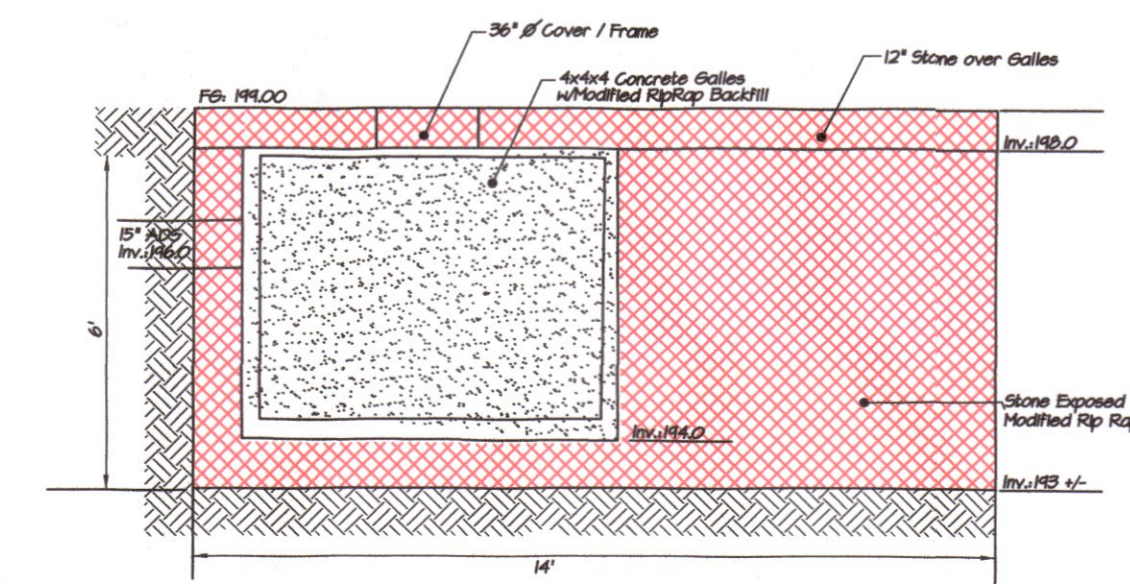 36" Ø Cover / Frame
12" Stone over Galles
4x4x4 Concrete Galles
w/Modified RipRap Backfill
FG: 199.00
Inv.:198.0
15" ADS
Inv.:196.0
6'
Stone Exposed
Modified Rip
Inv.:194.0
Inv.:193 +/-
14'